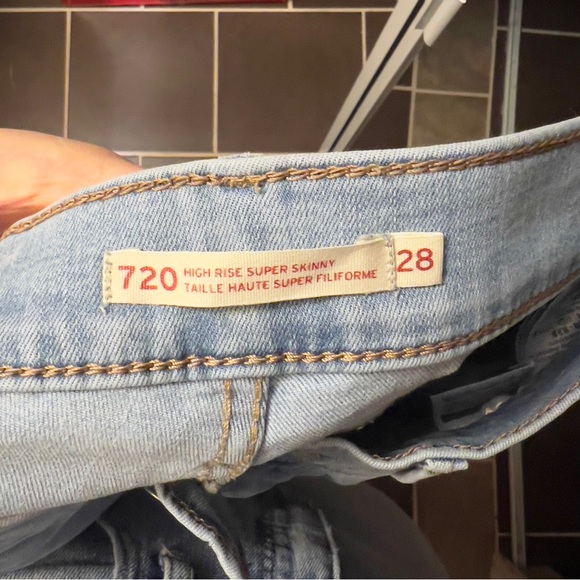 720 HIGH RISE SUPER SKINNY 28
TAILLE HAUTE SUPER FILIFORME